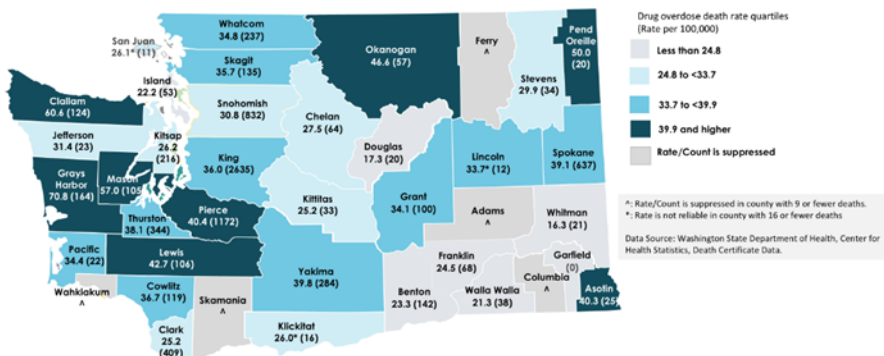 Whatcom
34.8 (237)
San Juan
26.1* (11)
Skagit
35.7 (135)
Island
22.2 (53)
Okanogan
46.6 (57)
Ferry
^
Pend
Oreille
50.0
(20)
Stevens
29.9 (34)
Clallam
60.6 (124)
Snohomish
30.8 (832)
Chelan
27.5 (64)
Jefferson
31.4 (23)
Kitsap
26.2
(216)
Douglas
17.3 (20)
King
36.0 (2635)
Lincoln
33.7* (12)
Spokane
39.1 (637)
Grays
Harbor
70.8 (164)
Mason
57.0 (105
Kittitas
25.2 (33)
Grant
34.1 (100)
Adams
^
Whitman
16.3 (21)
Thurston
38.1 (344)
Pierce
40.4 (1172)
Pacific
34.4 (22)
Lewis
42.7 (106)
Yakima
39.8 (284)
Franklin
24.5 (68)
Garfield
(0)
Columbia
^
Wahkiakum
^
Cowlitz
36.7 (119)
Skamania
^
Benton
23.3 (142)
Walla Walla
21.3 (38)
Asotin
40.3 (25
Clark
25.2
(409)
Klickitat
26.0* (16)
Drug overdose death rate quartiles
(Rate per 100,000)
Less than 24.8
24.8 to <33.7
33.7 to <39.9
39.9 and higher
Rate/Count is suppressed
^: Rate/Count is suppressed in county with 9 or fewer deaths.
*: Rate is not reliable in county with 16 or fewer deaths
Data Source: Washington State Department of Health, Center for
Health Statistics, Death Certificate Data.